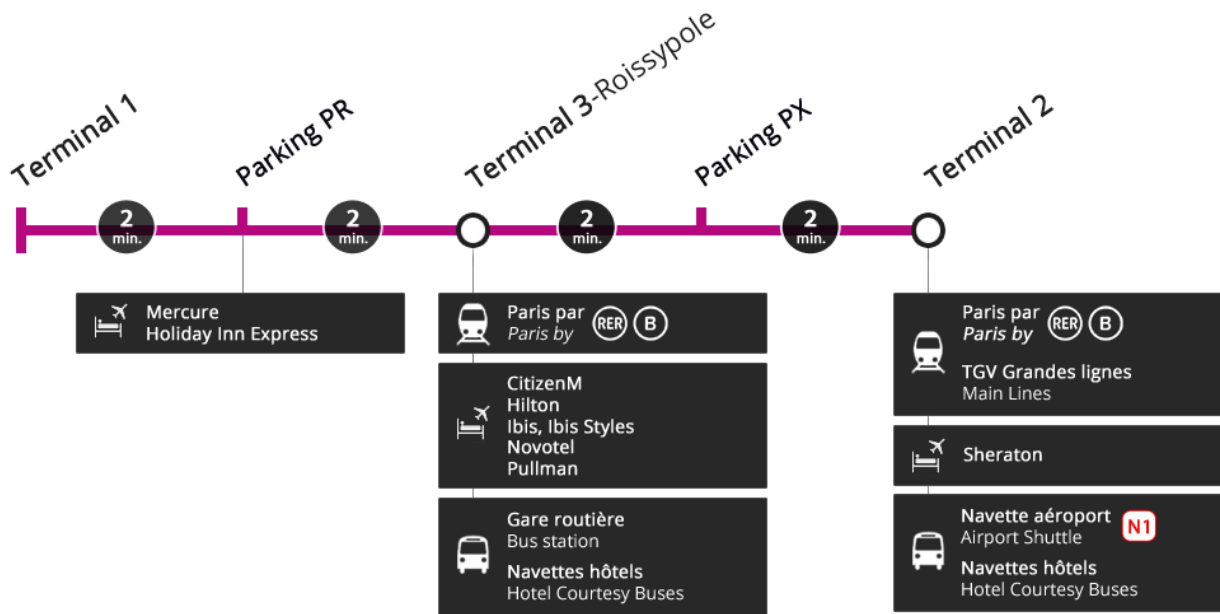 Terminal 1
Parking PR
Terminal 3-Roissypole
Parking PX
Terminal 2
2
min.
2
min.
2
min.
2
min.
Mercure
Holiday Inn Express
Paris par
Paris by
RER B
CitizenM
Hilton
Ibis, Ibis Styles
Novotel
Pullman
Gare routière
Bus station
Navettes hôtels
Hotel Courtesy Buses
Paris par
Paris by
RER B
TGV Grandes lignes
Main Lines
Sheraton
Navette aéroport
Airport Shuttle
N1
Navettes hôtels
Hotel Courtesy Buses